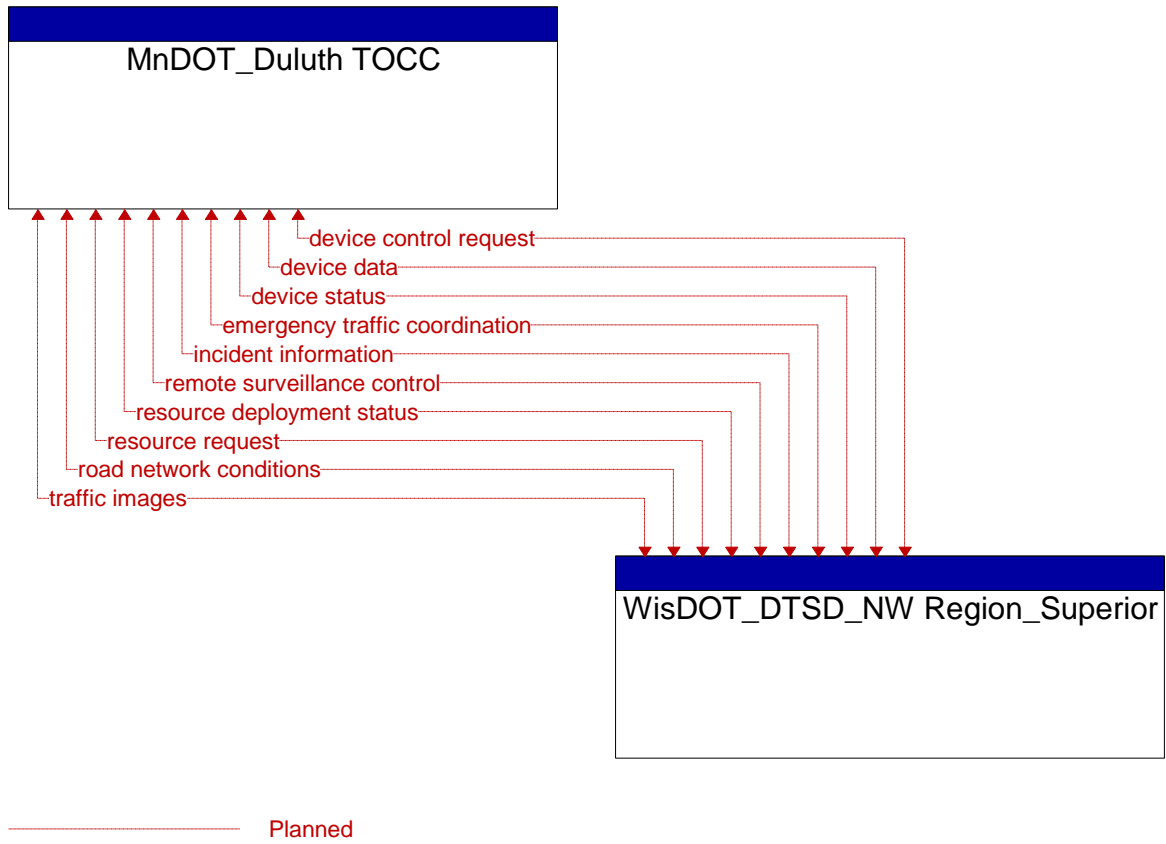 MnDOT_Duluth TOCC
device control request
device data
device status
emergency traffic coordination
incident information
remote surveillance control
resource deployment status
resource request
road network conditions
traffic images
WisDOT_DTSD_NW Region_Superior
Planned